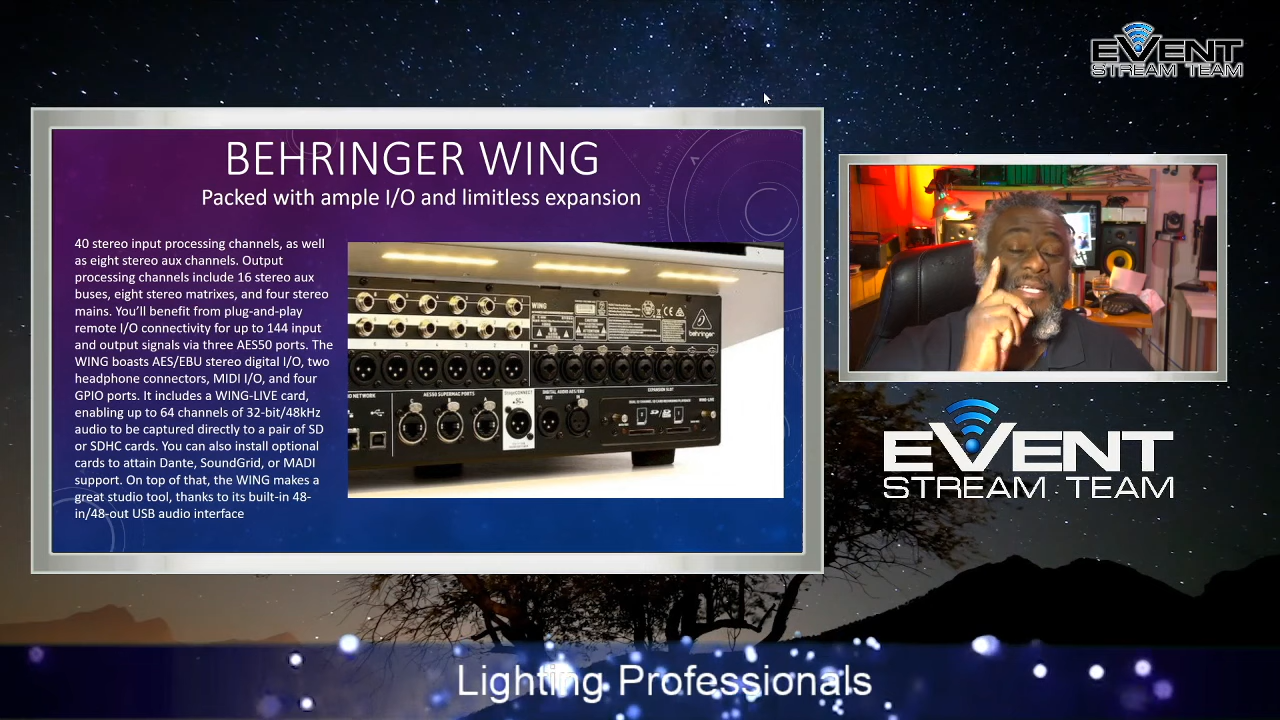 EVENT
STREAM TEAM
BEHRINGER WING
Packed with ample I/O and limitless expansion
40 stereo input processing channels, as well
as eight stereo aux channels. Output
processing channels include 16 stereo aux
buses, eight stereo matrixes, and four stereo
mains. You'll benefit from plug-and-play
remote I/O connectivity for up to 144 input
and output signals via three AES50 ports. The
WING boasts AES/EBU stereo digital I/O, two
headphone connectors, MIDI I/O, and four
GPIO ports. It includes a WING-LIVE card,
enabling up to 64 channels of 32-bit/48kHz
audio to be captured directly to a pair of SD
or SDHC cards. You can also install optional
cards to attain Dante, SoundGrid, or MADI
support. On top of that, the WING makes a
great studio tool, thanks to its built-in 48-
in/48-out USB audio interface
WING
behringer
NETWORK
AES50 SUPERMAC PORTS
DIGITAL AUDIO AES/EBU
OUT
IN
EXPANSION SLOT
EVENT
STREAM TEAM
Lighting Professionals